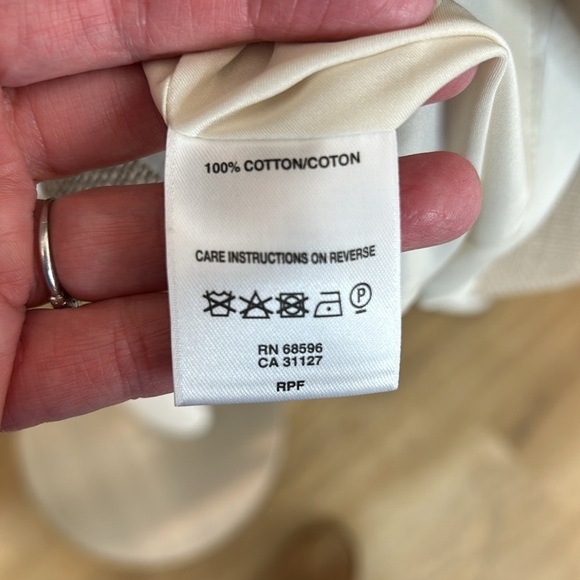 100% COTTON/COTON
CARE INSTRUCTIONS ON REVERSE
P
RN 68596
CA 31127
RPF